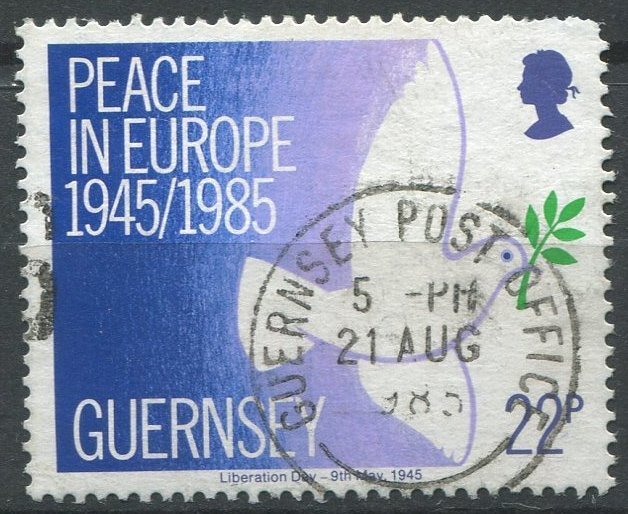 PEACE
IN EUROPE
1945/1985
GUERNSEY POST OFFICE
5 -PM
21 AUG
985
GUERNSEY
22P
Liberation Day – 9th May, 1945